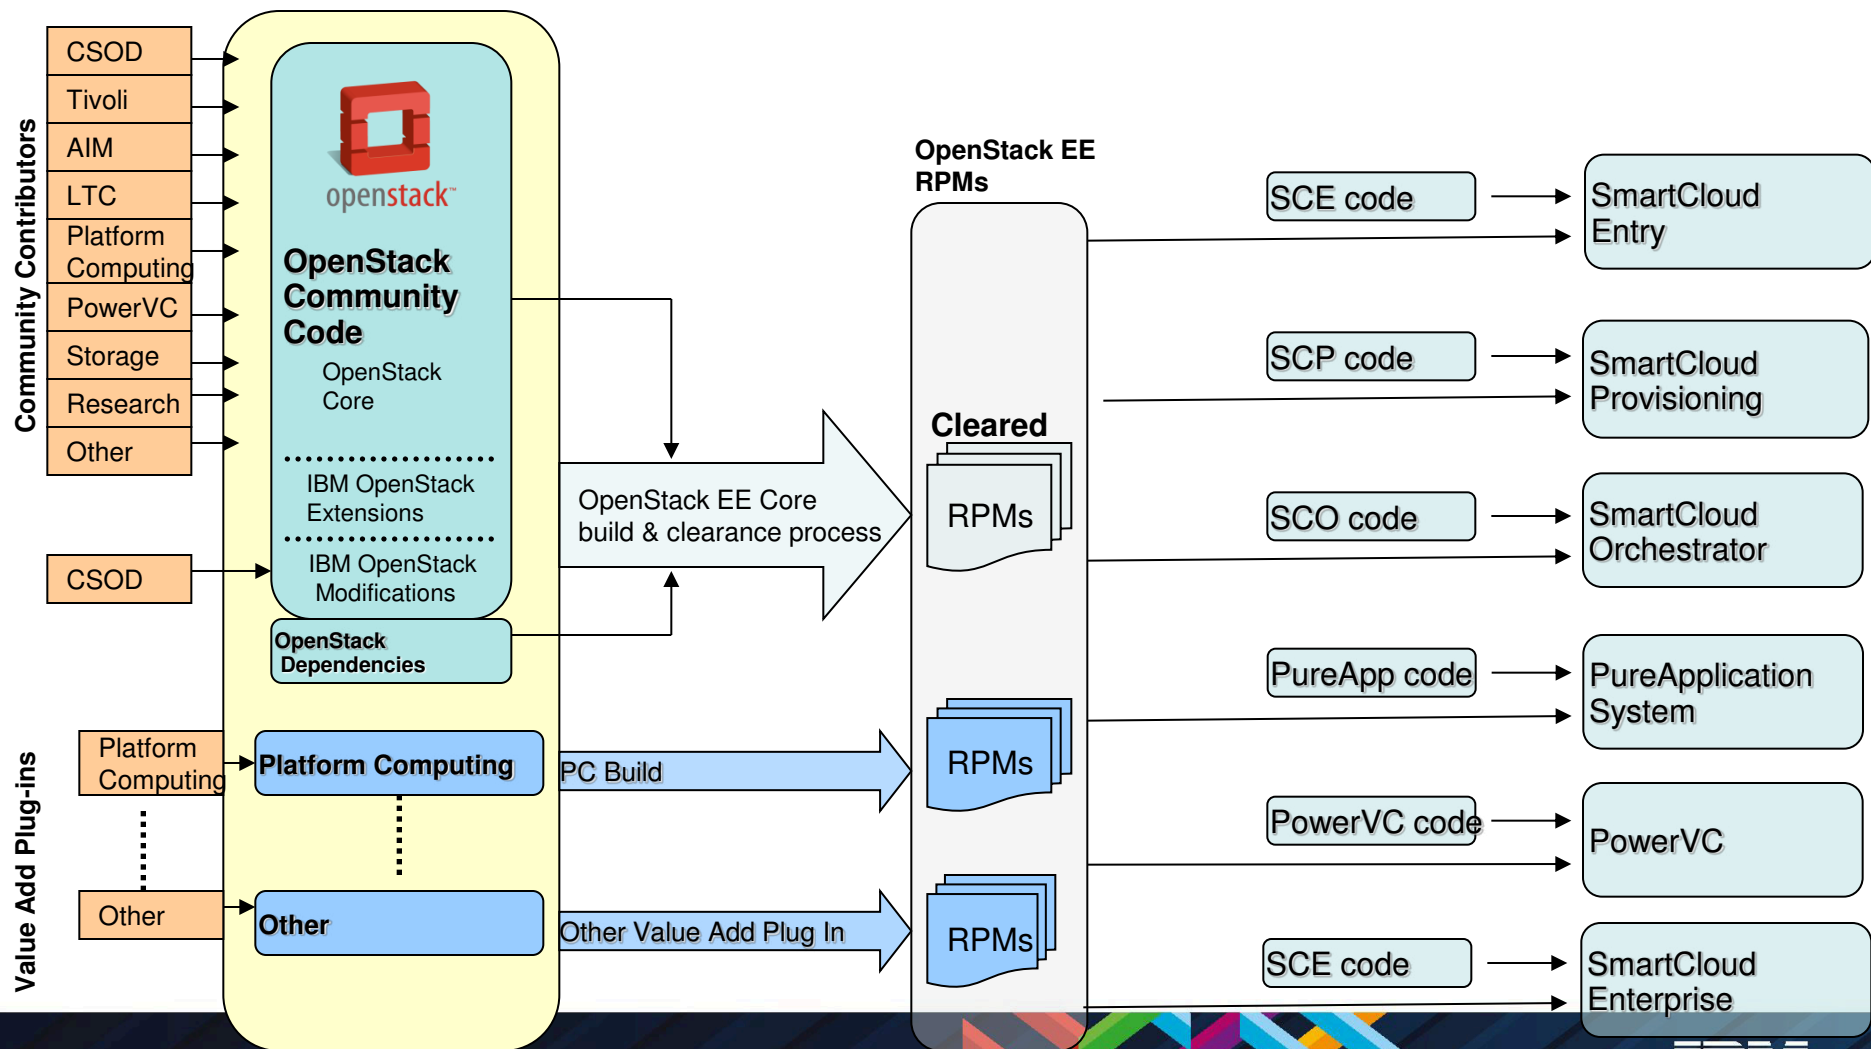 Community Contributors
CSOD
Tivoli
AIM
LTC
Platform
Computing
PowerVC
Storage
Research
Other
CSOD
Value Add Plug-ins
Platform
Computing
Other
openstack™
OpenStack
Community
Code
OpenStack
Core
IBM OpenStack
Extensions
IBM OpenStack
Modifications
OpenStack
Dependencies
Platform Computing
Other
OpenStack EE Core
build & clearance process
PC Build
Other Value Add Plug In
OpenStack EE
RPMs
Cleared
RPMs
RPMs
RPMs
SCE code
SmartCloud
Entry
SCP code
SmartCloud
Provisioning
SCO code
SmartCloud
Orchestrator
PureApp code
PureApplication
System
PowerVC code
PowerVC
SCE code
SmartCloud
Enterprise